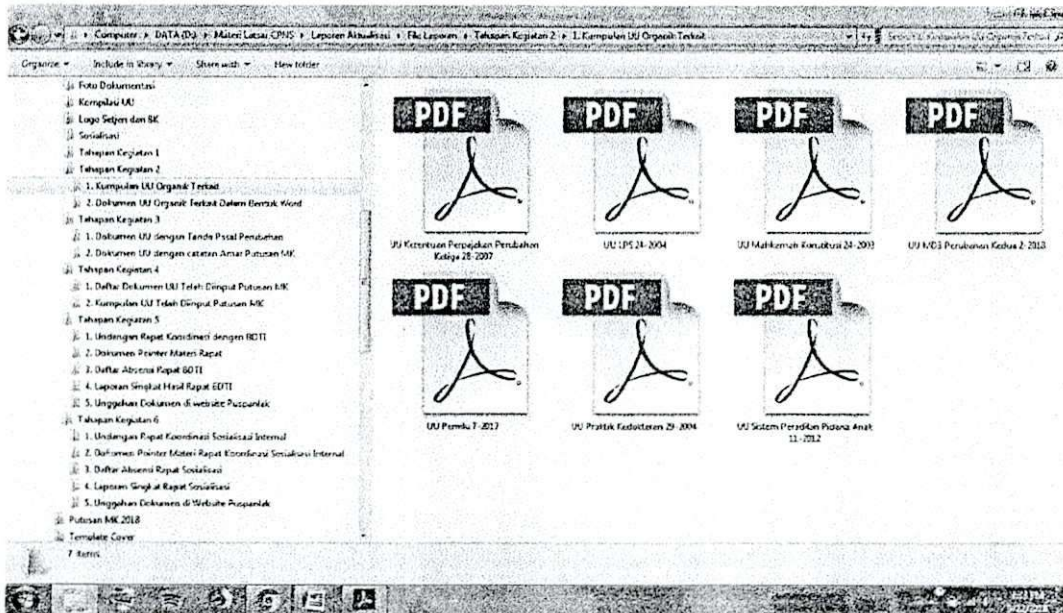 Computer ▸ DATA (D:) ▸ Materi Latsar CPNS ▸ Laporan Aktualisasi ▸ File Laporan ▸ Tahapan Kegiatan 2 ▸ 1. Kumpulan UU Organik Terkait
Organize Include in library Share with New folder
Foto Dokumentasi
Kompilasi UU
Logo Setjen dan BK
Sosialisasi
Tahapan Kegiatan 1
Tahapan Kegiatan 2
1. Kumpulan UU Organik Terkait
2. Dokumen UU Organik Terkait Dalam Bentuk Word
Tahapan Kegiatan 3
1. Dokumen UU dengan Tanda Pasal Perubahan
2. Dokumen UU dengan catatan Amar Putusan MK
Tahapan Kegiatan 4
1. Daftar Dokumen UU Telah Diinput Putusan MK
2. Kumpulan UU Telah Diinput Putusan MK
Tahapan Kegiatan 5
1. Undangan Rapat Koordinasi dengan BDTI
2. Dokumen Pointer Materi Rapat
3. Daftar Absensi Rapat BDTI
4. Laporan Singkat Hasil Rapat BDTI
5. Unggahan Dokumen di website Puspanlak
Tahapan Kegiatan 6
1. Undangan Rapat Koordinasi Sosialisasi Internal
2. Dokumen Pointer Materi Rapat Koordinasi Sosialisasi Internal
3. Daftar Absensi Rapat Sosialisasi
4. Laporan Singkat Rapat Sosialisasi
5. Unggahan Dokumen di Website Puspanlak
Putusan MK 2018
Template Cover
PDF PDF PDF PDF
UU Ketentuan Perpajakan Perubahan
Ketiga 28-2007
UU LPS 24-2004
UU Mahkamah Konstitusi 24-2003
UU MD3 Perubahan Kedua 2-2018
PDF PDF PDF
UU Pemilu 7-2017
UU Praktik Kedokteran 29-2004
UU Sistem Peradilan Pidana Anak
11-2012
7 items